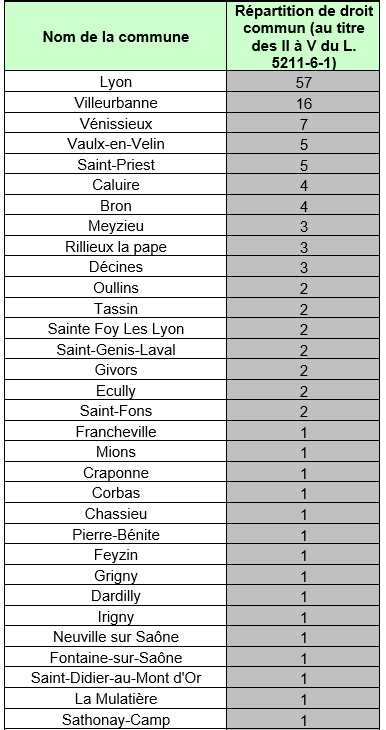 Nom de la commune
Répartition de droit
commun (au titre
des II à V du L.
5211-6-1)
Lyon 57
Villeurbanne 16
Vénissieux 7
Vaulx-en-Velin 5
Saint-Priest 5
Caluire 4
Bron 4
Meyzieu 3
Rillieux la pape 3
Décines 3
Oullins 2
Tassin 2
Sainte Foy Les Lyon 2
Saint-Genis-Laval 2
Givors 2
Ecully 2
Saint-Fons 2
Francheville 1
Mions 1
Craponne 1
Corbas 1
Chassieu 1
Pierre-Bénite 1
Feyzin 1
Grigny 1
Dardilly 1
Irigny 1
Neuville sur Saône 1
Fontaine-sur-Saône 1
Saint-Didier-au-Mont d'Or 1
La Mulatière 1
Sathonay-Camp 1